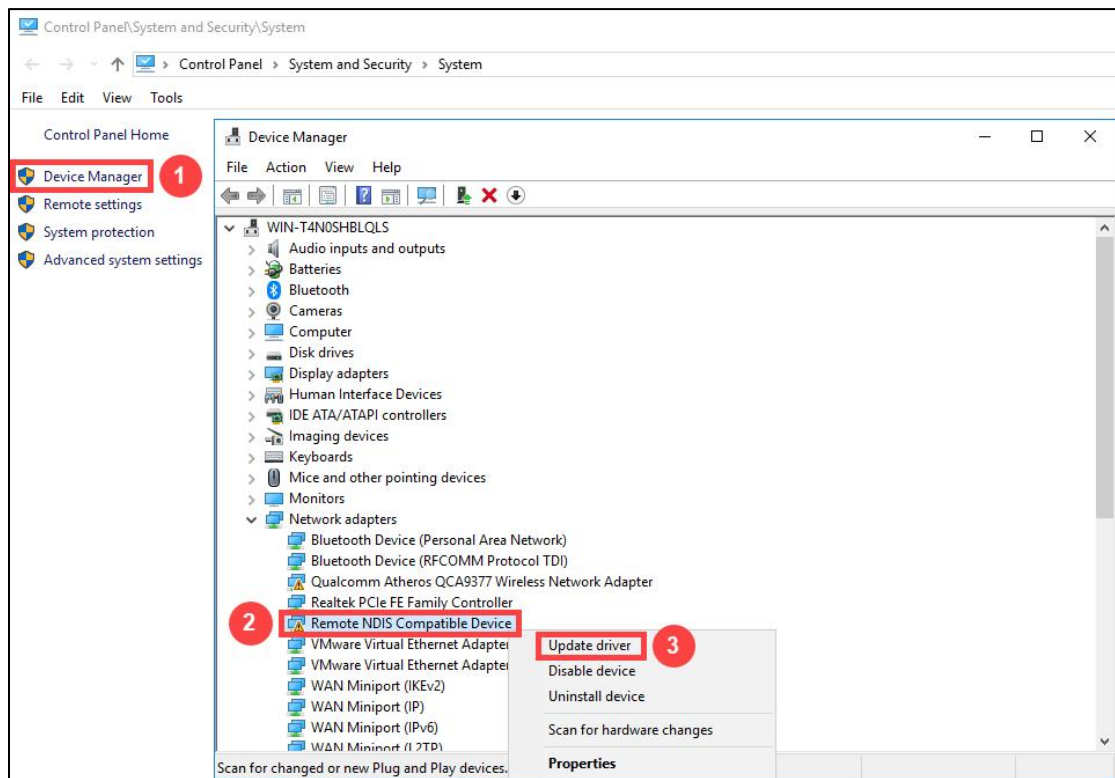 Control Panel\System and Security\System
Control Panel > System and Security > System
File Edit View Tools
Control Panel Home
Device Manager
1
Remote settings
System protection
Advanced system settings
Device Manager
File Action View Help
WIN-T4N0SHBLQLS
Audio inputs and outputs
Batteries
Bluetooth
Cameras
Computer
Disk drives
Display adapters
Human Interface Devices
IDE ATA/ATAPI controllers
Imaging devices
Keyboards
Mice and other pointing devices
Monitors
Network adapters
Bluetooth Device (Personal Area Network)
Bluetooth Device (RFCOMM Protocol TDI)
Qualcomm Atheros QCA9377 Wireless Network Adapter
Realtek PCIe FE Family Controller
2
Remote NDIS Compatible Device
VMware Virtual Ethernet Adapter
VMware Virtual Ethernet Adapter
WAN Miniport (IKEv2)
WAN Miniport (IP)
WAN Miniport (IPv6)
WAN Miniport (L2TP)
Update driver
3
Disable device
Uninstall device
Scan for hardware changes
Properties
Scan for changed or new Plug and Play devices.